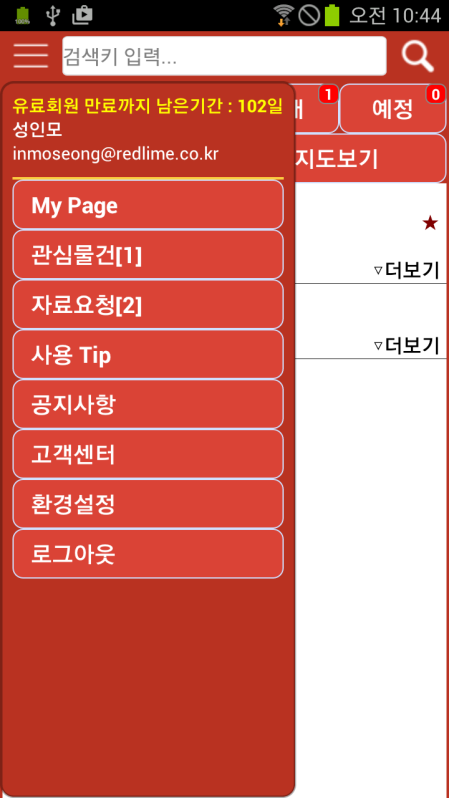 100%
오전 10:44
검색키 입력...
유료회원 만료까지 남은기간 : 102일
성인모
inmoseong@redlime.co.kr
1
예정
0
지도보기
My Page
관심물건[1]
더보기
자료요청[2]
사용 Tip
더보기
공지사항
고객센터
환경설정
로그아웃